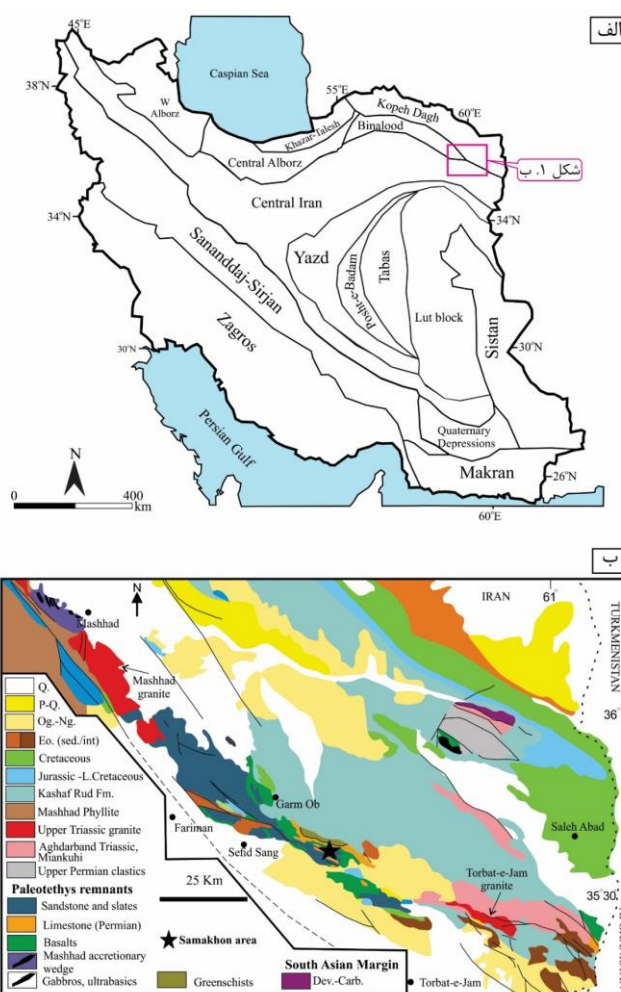 الف
45°E
38°N
Caspian Sea
W
Alborz
55°E
Khazar-Talesh
Kopeh Dagh
60°E
Binalood
Central Alborz
شکل ۱. ب
Central Iran
34°N
34°N
Sananddaj-Sirjan
Yazd
Posht-e-Badam
Tabas
Lut block
Sistan
Zagros
30°N
30°N
Persian Gulf
Quaternary
Depressions
Makran
N
0 400
km
26°N
60°E
ب
N
IRAN
61
TURKMENISTAN
Mashhad
Mashhad
granite
36°
Q.
P-Q.
Og.-Ng.
Eo. (sed./int)
Cretaceous
Jurassic -L.Cretaceous
Kashaf Rud Fm.
Mashhad Phyllite
Upper Triassic granite
Aghdarband Triassic,
Miankuhi
Upper Permian clastics
Paleotethys remnants
Sandstone and slates
Limestone (Permian)
Basalts
Mashhad accretionary
wedge
Gabbros, ultrabasics
Garm Ob
Fariman
Sefid Sang
Saleh Abad
25 Km
Torbat-e-Jam
granite
35 30
Samakhon area
Greenschists
South Asian Margin
Dev.-Carb.
Torbat-e-Jam